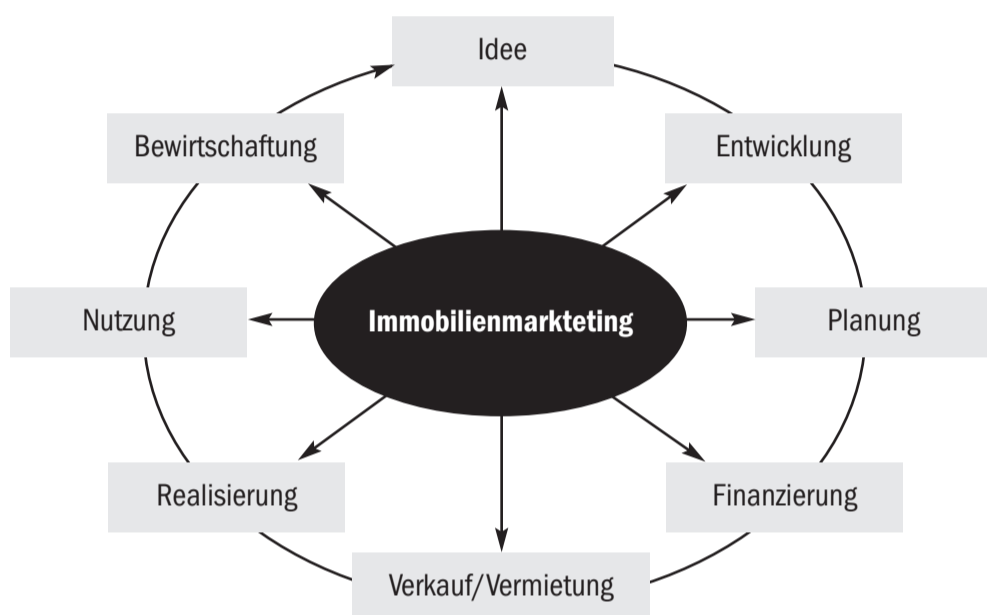 Idee
Bewirtschaftung
Entwicklung
Nutzung
Immobilienmarkteting
Planung
Realisierung
Finanzierung
Verkauf/Vermietung